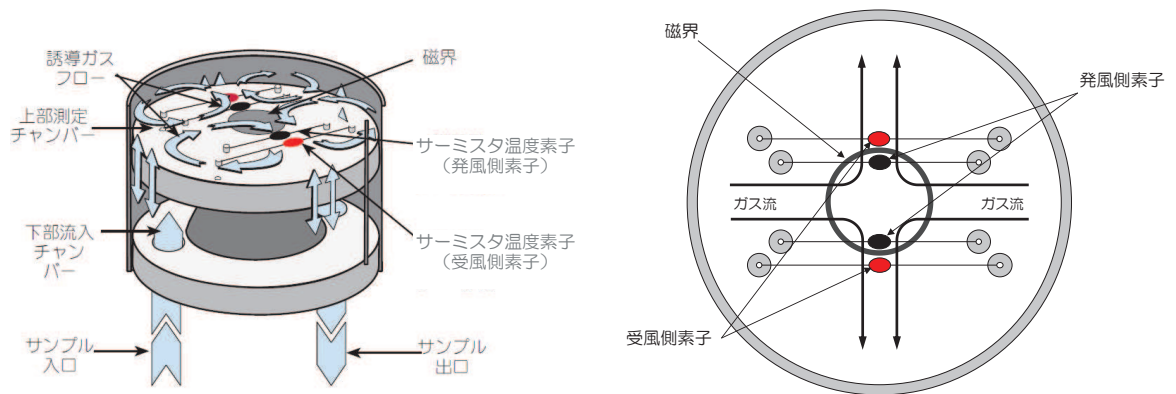 誘導ガス
フロー
磁界
上部測定
チャンバー
サーミスタ温度素子
（発風側素子）
下部流入
チャン
バー
サーミスタ温度素子
（受風側素子）
サンプル
入口
サンプル
出口
磁界
発風側素子
ガス流
ガス流
受風側素子